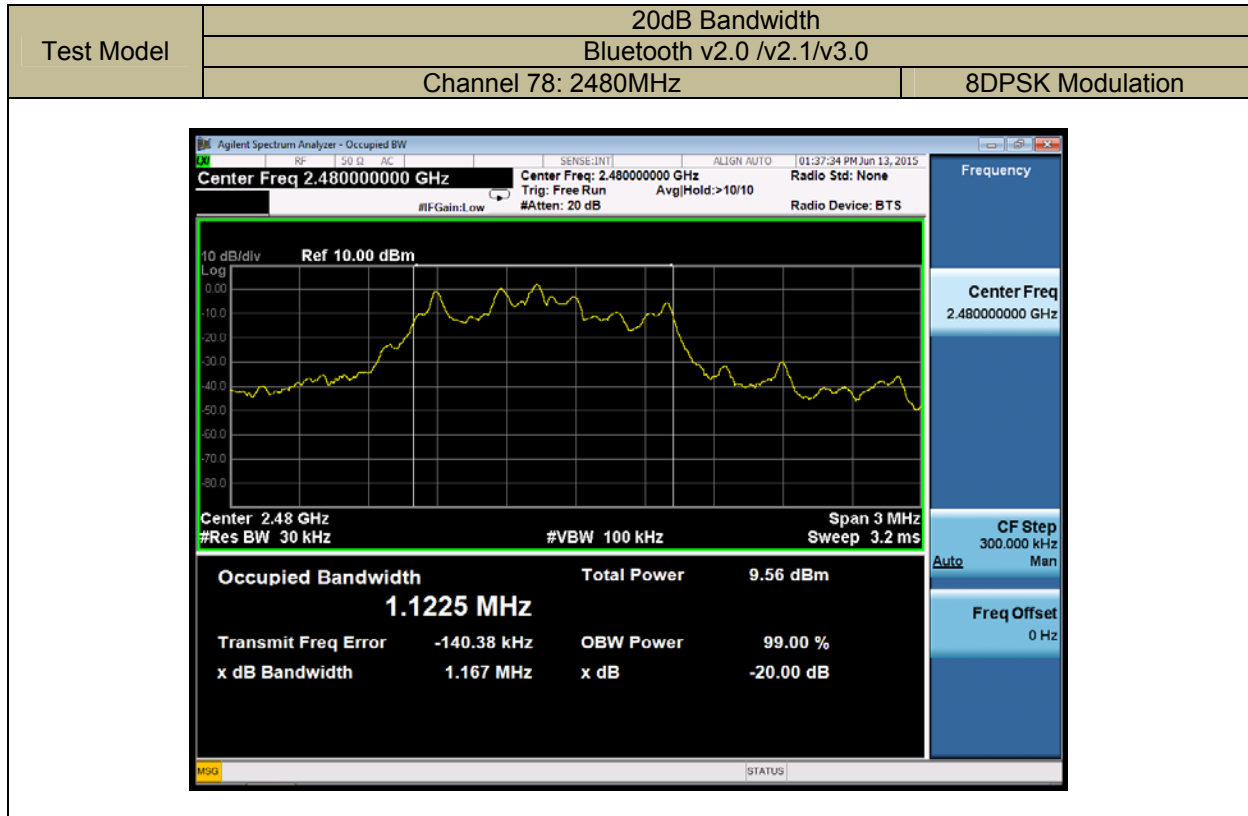 Test Model
20dB Bandwidth
Bluetooth v2.0 /v2.1/v3.0
Channel 78: 2480MHz
8DPSK Modulation
Agilent Spectrum Analyzer - Occupied BW
RF
50 Ω
AC
SENSE:INT
ALIGN AUTO
01:37:34 PM Jun 13, 2015
Center Freq 2.480000000 GHz
Center Freq: 2.480000000 GHz
Radio Std: None
Trig: Free Run
Avg|Hold:>10/10
#IFGain:Low
#Atten: 20 dB
Radio Device: BTS
Frequency
10 dB/div
Ref 10.00 dBm
Log
0.00
-10.0
-20.0
-30.0
-40.0
-50.0
-60.0
-70.0
-80.0
Center Freq
2.480000000 GHz
Center 2.48 GHz
Span 3 MHz
#Res BW 30 kHz
#VBW 100 kHz
Sweep 3.2 ms
CF Step
300.000 kHz
Auto
Man
Occupied Bandwidth
Total Power
9.56 dBm
1.1225 MHz
Transmit Freq Error
-140.38 kHz
OBW Power
99.00 %
x dB Bandwidth
1.167 MHz
x dB
-20.00 dB
Freq Offset
0 Hz
MSG
STATUS